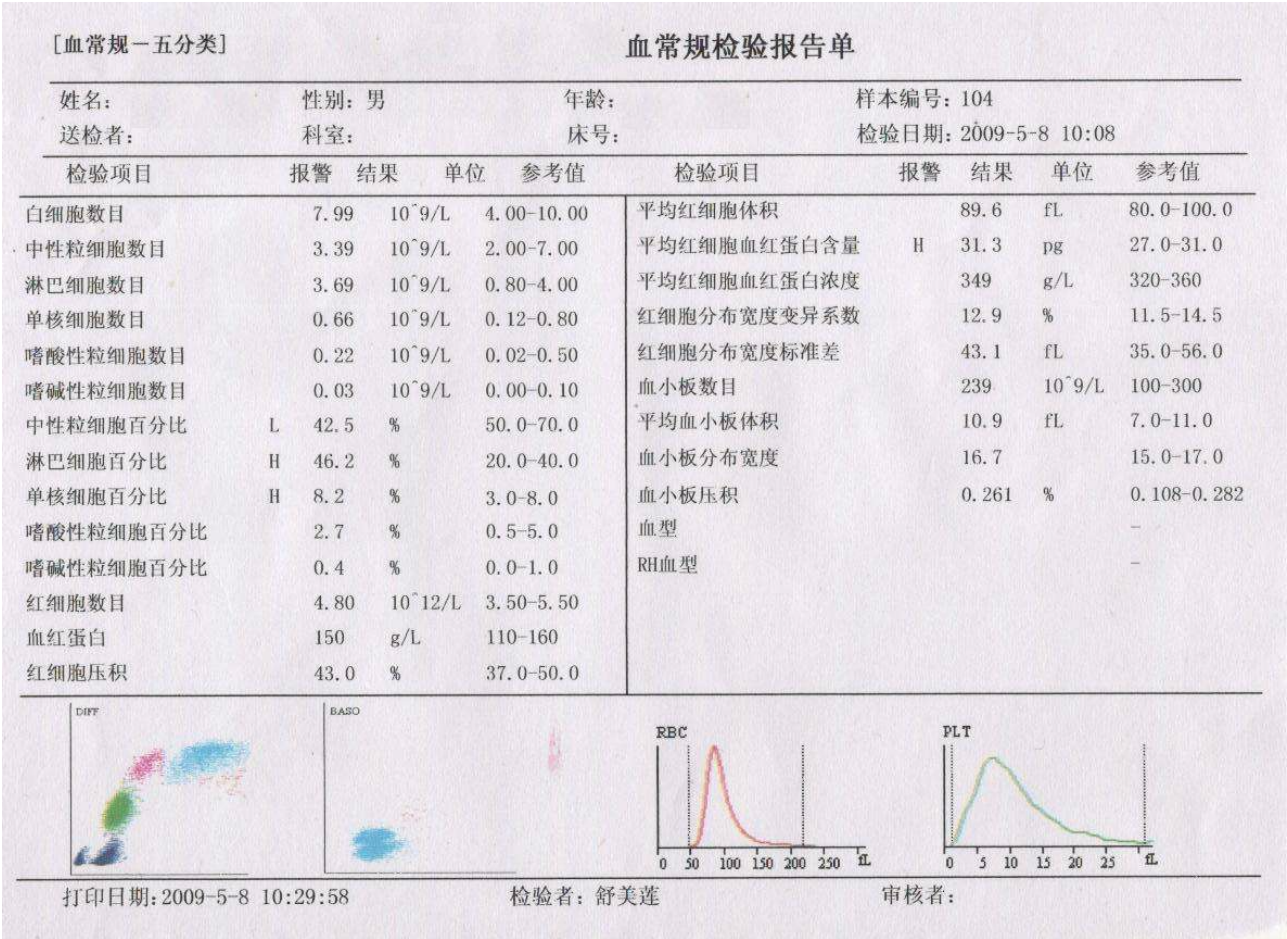 [血常规－五分类] 血常规检验报告单
姓名: 性别: 男 年龄: 样本编号: 104
送检者: 科室: 床号: 检验日期: 2009-5-8 10:08
检验项目 报警 结果 单位 参考值 检验项目 报警 结果 单位 参考值
白细胞数目 7.99 10^9/L 4.00-10.00 平均红细胞体积 89.6 fL 80.0-100.0
中性粒细胞数目 3.39 10^9/L 2.00-7.00 平均红细胞血红蛋白含量 H 31.3 pg 27.0-31.0
淋巴细胞数目 3.69 10^9/L 0.80-4.00 平均红细胞血红蛋白浓度 349 g/L 320-360
单核细胞数目 0.66 10^9/L 0.12-0.80 红细胞分布宽度变异系数 12.9 % 11.5-14.5
嗜酸性粒细胞数目 0.22 10^9/L 0.02-0.50 红细胞分布宽度标准差 43.1 fL 35.0-56.0
嗜碱性粒细胞数目 0.03 10^9/L 0.00-0.10 血小板数目 239 10^9/L 100-300
中性粒细胞百分比 L 42.5 % 50.0-70.0 平均血小板体积 10.9 fL 7.0-11.0
淋巴细胞百分比 H 46.2 % 20.0-40.0 血小板分布宽度 16.7 15.0-17.0
单核细胞百分比 H 8.2 % 3.0-8.0 血小板压积 0.261 % 0.108-0.282
嗜酸性粒细胞百分比 2.7 % 0.5-5.0 血型 -
嗜碱性粒细胞百分比 0.4 % 0.0-1.0 RH血型 -
红细胞数目 4.80 10^12/L 3.50-5.50
血红蛋白 150 g/L 110-160
红细胞压积 43.0 % 37.0-50.0
DIFF BASO RBC PLT
0 50 100 150 200 250 fL 0 5 10 15 20 25 fL
打印日期: 2009-5-8 10:29:58 检验者: 舒美莲 审核者: